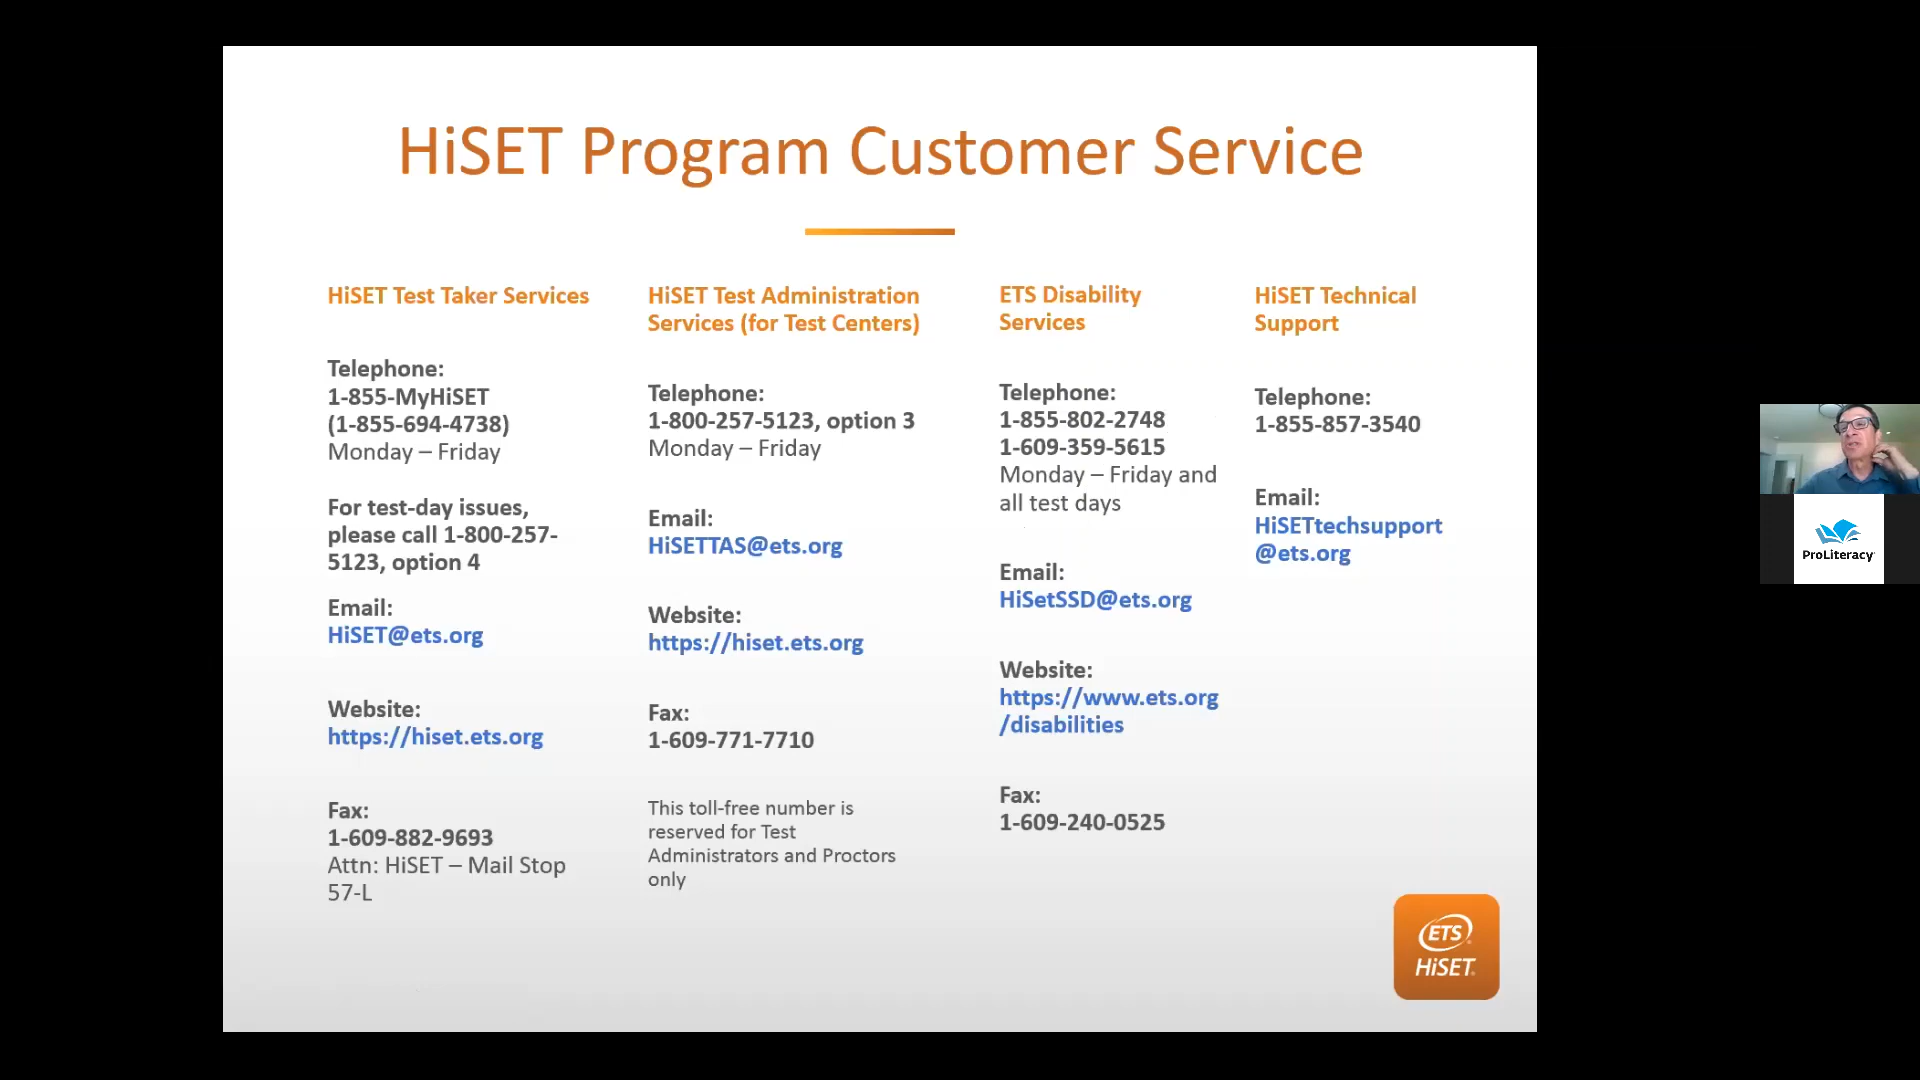 HiSET Program Customer Service
HiSET Test Taker Services
Telephone:
1-855-MyHiSET
(1-855-694-4738)
Monday – Friday
For test-day issues,
please call 1-800-257-
5123, option 4
Email:
HiSET@ets.org
Website:
https://hiset.ets.org
Fax:
1-609-882-9693
Attn: HiSET – Mail Stop
57-L
HiSET Test Administration
Services (for Test Centers)
Telephone:
1-800-257-5123, option 3
Monday – Friday
Email:
HiSETTAS@ets.org
Website:
https://hiset.ets.org
Fax:
1-609-771-7710
This toll-free number is
reserved for Test
Administrators and Proctors
only
ETS Disability
Services
Telephone:
1-855-802-2748
1-609-359-5615
Monday – Friday and
all test days
Email:
HiSetSSD@ets.org
Website:
https://www.ets.org
/disabilities
Fax:
1-609-240-0525
HiSET Technical
Support
Telephone:
1-855-857-3540
Email:
HiSETtechsupport
@ets.org
ETS
HiSET
ProLiteracy